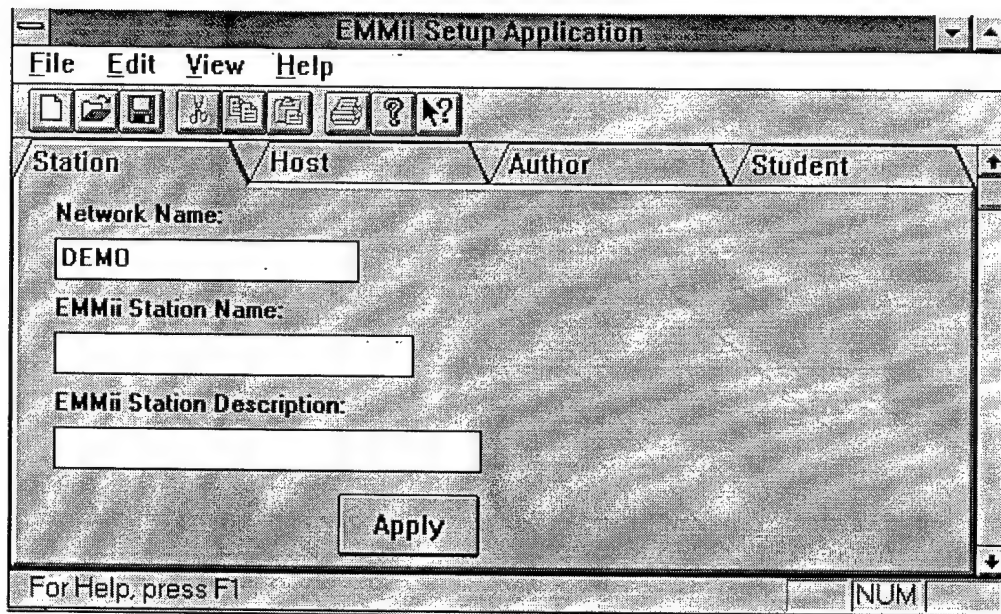 EMMii Setup Application
File Edit View Help
Station Host Author Student
Network Name:
DEMO
EMMii Station Name:
EMMii Station Description:
Apply
For Help, press F1 NUM